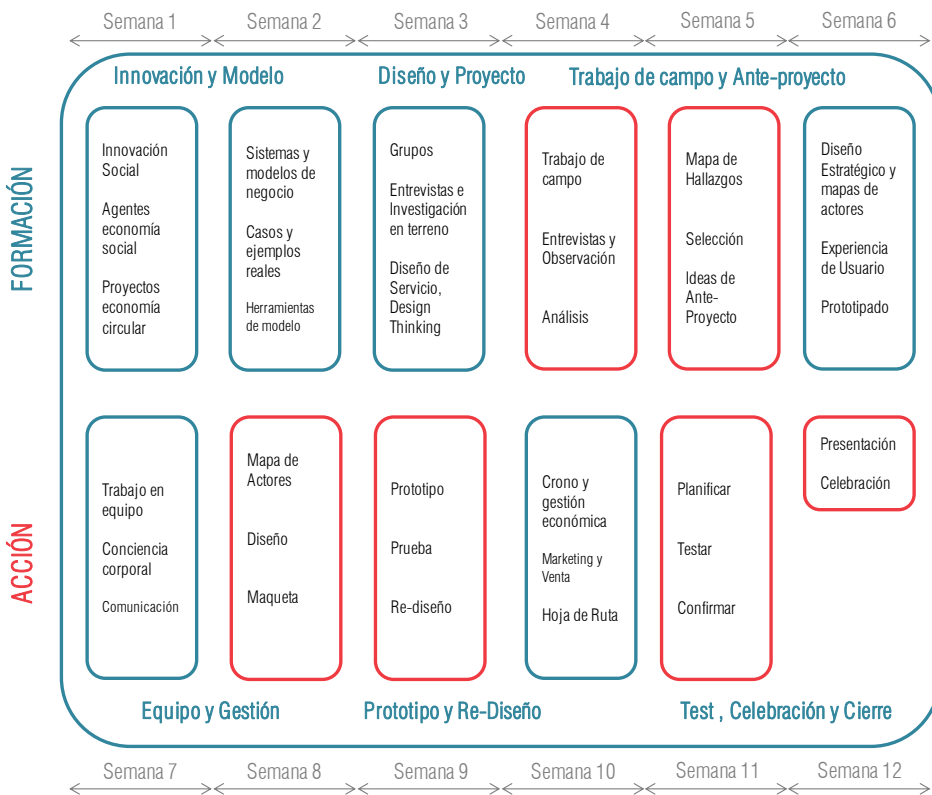 Semana 1
Semana 2
Semana 3
Semana 4
Semana 5
Semana 6
Innovación y Modelo
Diseño y Proyecto
Trabajo de campo y Ante-proyecto
FORMACIÓN
Innovación
Social
Agentes
economía
social
Proyectos
economía
circular
Sistemas y
modelos de
negocio
Casos y
ejemplos
reales
Herramientas
de modelo
Grupos
Entrevistas e
Investigación
en terreno
Diseño de
Servicio,
Design
Thinking
Trabajo de
campo
Entrevistas y
Observación
Análisis
Mapa de
Hallazgos
Selección
Ideas de
Ante-
Proyecto
Diseño
Estratégico y
mapas de
actores
Experiencia
de Usuario
Prototipado
ACCIÓN
Trabajo en
equipo
Conciencia
corporal
Comunicación
Mapa de
Actores
Diseño
Maqueta
Prototipo
Prueba
Re-diseño
Crono y
gestión
económica
Marketing y
Venta
Hoja de Ruta
Planificar
Testar
Confirmar
Presentación
Celebración
Equipo y Gestión
Prototipo y Re-Diseño
Test , Celebración y Cierre
Semana 7
Semana 8
Semana 9
Semana 10
Semana 11
Semana 12